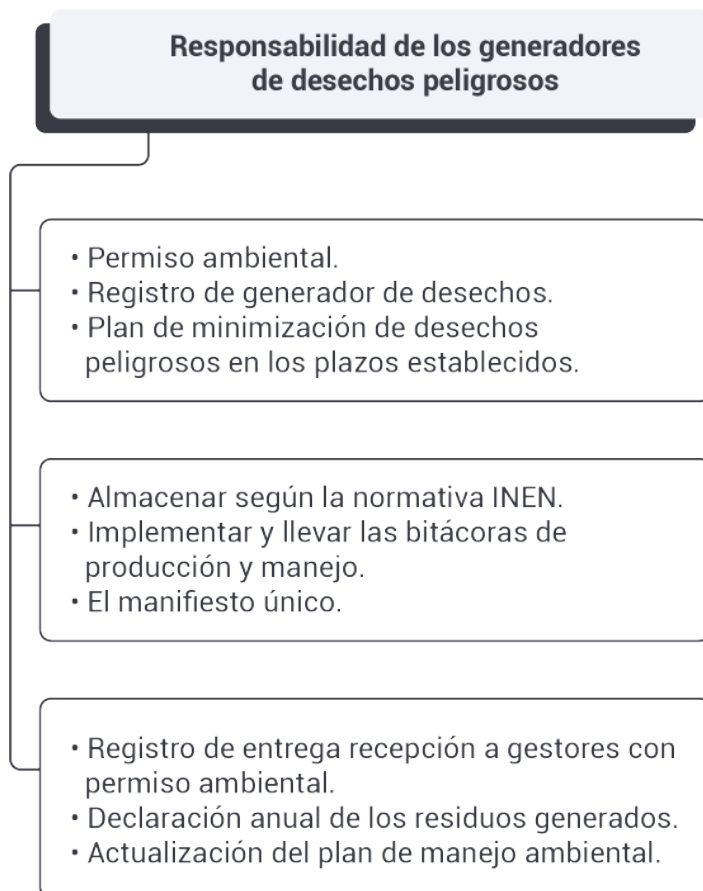 Responsabilidad de los generadores
de desechos peligrosos
• Permiso ambiental.
• Registro de generador de desechos.
• Plan de minimización de desechos
peligrosos en los plazos establecidos.
• Almacenar según la normativa INEN.
• Implementar y llevar las bitácoras de
producción y manejo.
• El manifiesto único.
• Registro de entrega recepción a gestores con
permiso ambiental.
• Declaración anual de los residuos generados.
• Actualización del plan de manejo ambiental.